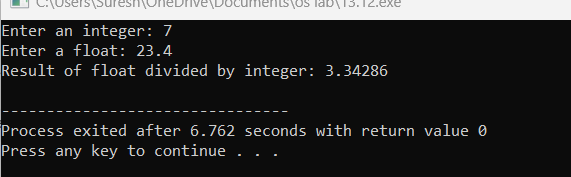 C:\Users\Suresh\OneDrive\Documents\os lab\13.12.exe
Enter an integer: 7
Enter a float: 23.4
Result of float divided by integer: 3.34286
--------------------------------
Process exited after 6.762 seconds with return value 0
Press any key to continue . . .